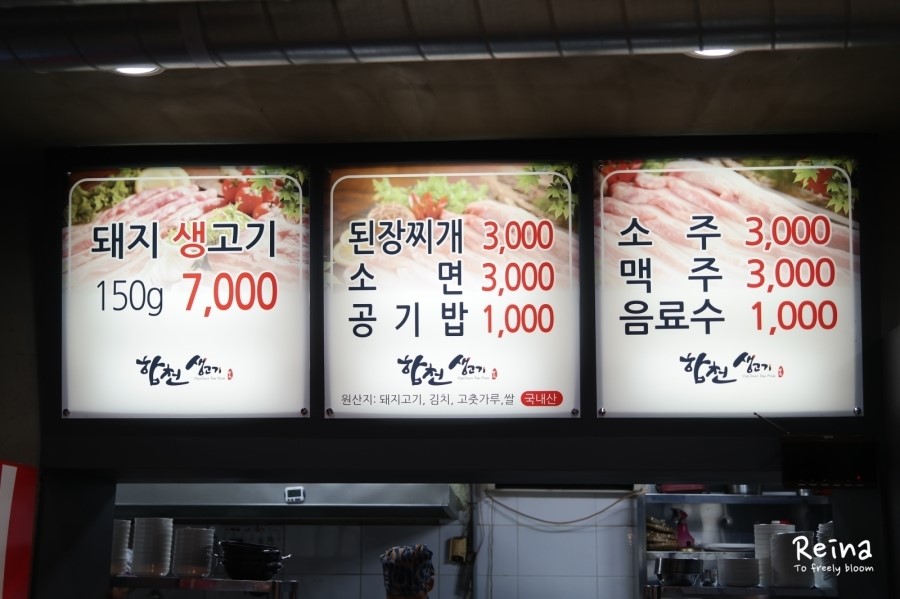 돼지 생고기
150g 7,000
합천 생고기
된장찌개 3,000
소 면 3,000
공 기 밥 1,000
합천 생고기
원산지: 돼지고기, 김치, 고춧가루,쌀 국내산
소 주 3,000
맥 주 3,000
음료수 1,000
합천 생고기
Reina
To freely bloom